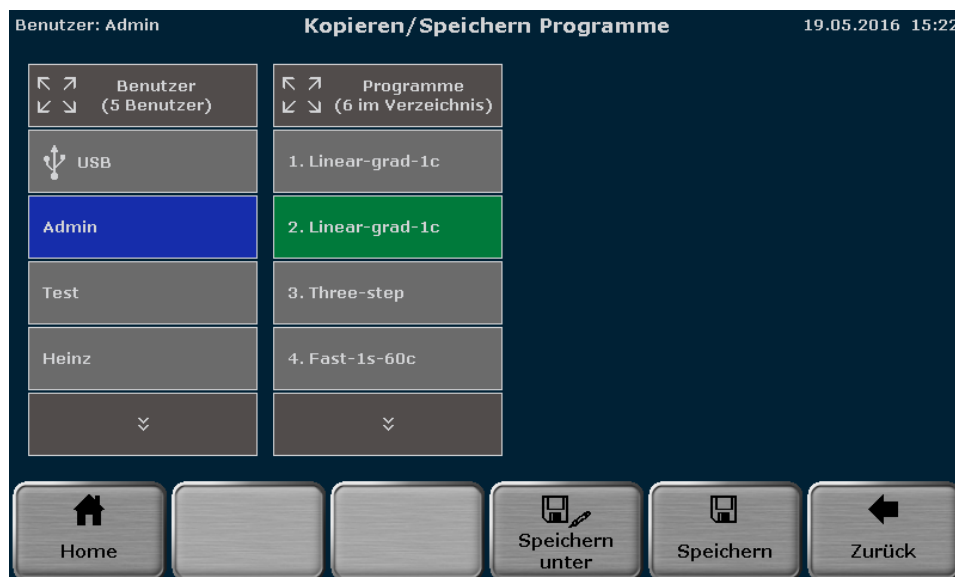 Benutzer: Admin
Kopieren/Speichern Programme
19.05.2016 15:22
Benutzer
(5 Benutzer)
Programme
(6 im Verzeichnis)
USB
1. Linear-grad-1c
Admin
2. Linear-grad-1c
Test
3. Three-step
Heinz
4. Fast-1s-60c
Home
Speichern
unter
Speichern
Zurück